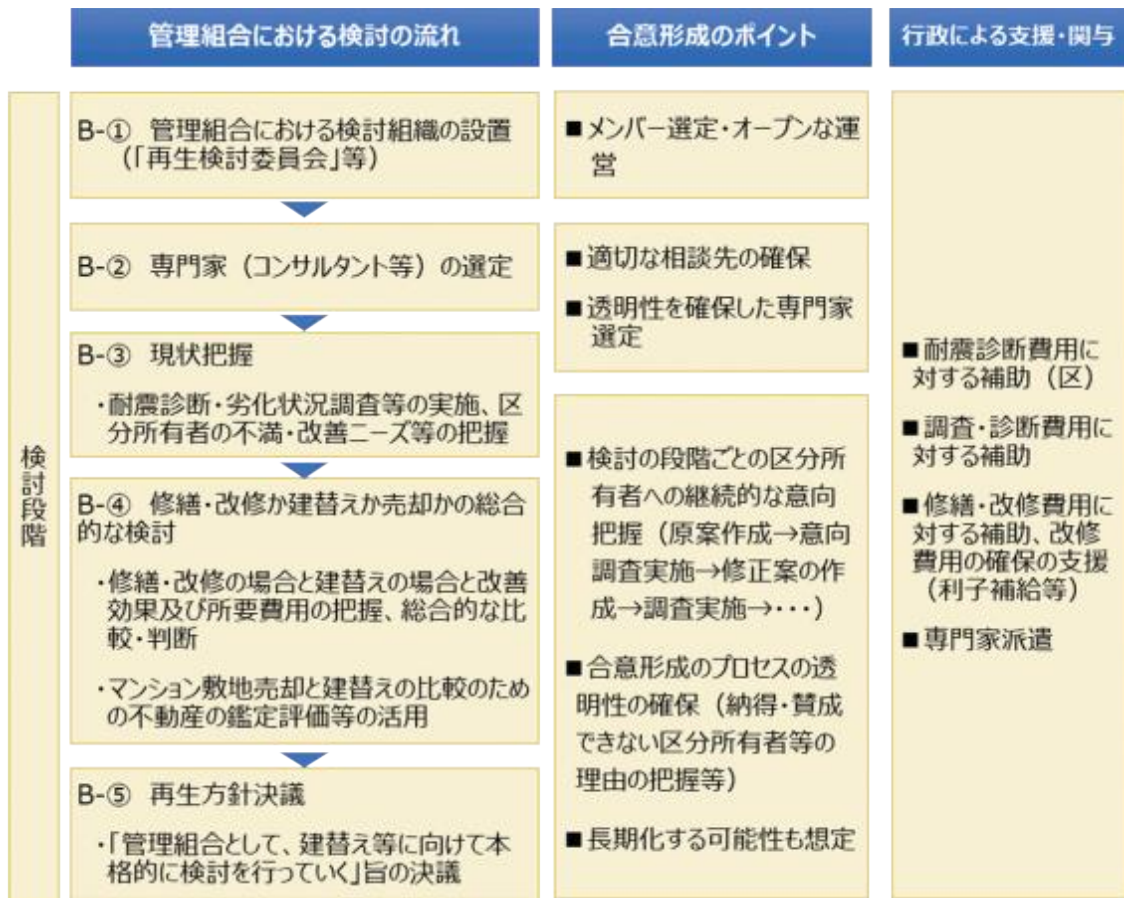 管理組合における検討の流れ
合意形成のポイント
行政による支援・関与
検討段階
B-① 管理組合における検討組織の設置
(「再生検討委員会」等)
B-② 専門家(コンサルタント等)の選定
B-③ 現状把握
・耐震診断・劣化状況調査等の実施、区
分所有者の不満・改善ニーズ等の把握
B-④ 修繕・改修か建替えか売却かの総合
的な検討
・修繕・改修の場合と建替えの場合と改善
効果及び所要費用の把握、総合的な比
較・判断
・マンション敷地売却と建替えの比較のため
の不動産の鑑定評価等の活用
B-⑤ 再生方針決議
・「管理組合として、建替え等に向けて本
格的に検討を行っていく」旨の決議
■メンバー選定・オープンな運
営
■適切な相談先の確保
■透明性を確保した専門家
選定
■検討の段階ごとの区分所
有者への継続的な意向
把握(原案作成→意向
調査実施→修正案の作
成→調査実施→・・・)
■合意形成のプロセスの透
明性の確保(納得・賛成
できない区分所有者等の
理由の把握等)
■長期化する可能性も想定
■耐震診断費用に
対する補助(区)
■調査・診断費用に
対する補助
■修繕・改修費用に
対する補助、改修
費用の確保の支援
(利子補給等)
■専門家派遣